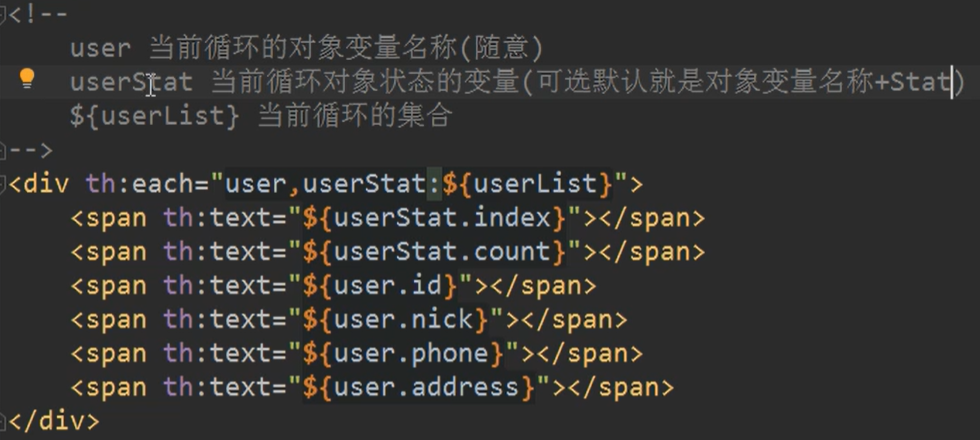 <!--
user 当前循环的对象变量名称(随意)
userStat 当前循环对象状态的变量(可选默认就是对象变量名称+Stat)
${userList} 当前循环的集合
-->
<div th:each="user,userStat:${userList}">
<span th:text="${userStat.index}"></span>
<span th:text="${userStat.count}"></span>
<span th:text="${user.id}"></span>
<span th:text="${user.nick}"></span>
<span th:text="${user.phone}"></span>
<span th:text="${user.address}"></span>
</div>